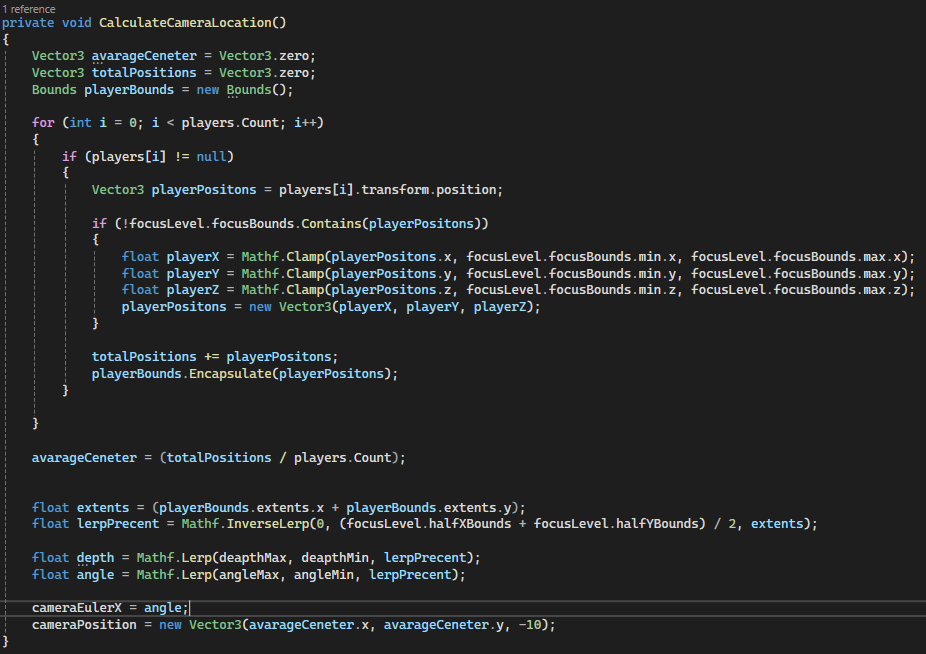 1 reference
private void CalculateCameraLocation()
{
Vector3 avarageCeneter = Vector3.zero;
Vector3 totalPositions = Vector3.zero;
Bounds playerBounds = new Bounds();
for (int i = 0; i < players.Count; i++)
{
if (players[i] != null)
{
Vector3 playerPositons = players[i].transform.position;
if (!focusLevel.focusBounds.Contains(playerPositons))
{
float playerX = Mathf.Clamp(playerPositons.x, focusLevel.focusBounds.min.x, focusLevel.focusBounds.max.x);
float playerY = Mathf.Clamp(playerPositons.y, focusLevel.focusBounds.min.y, focusLevel.focusBounds.max.y);
float playerZ = Mathf.Clamp(playerPositons.z, focusLevel.focusBounds.min.z, focusLevel.focusBounds.max.z);
playerPositons = new Vector3(playerX, playerY, playerZ);
}
totalPositions += playerPositons;
playerBounds.Encapsulate(playerPositons);
}
}
avarageCeneter = (totalPositions / players.Count);
float extents = (playerBounds.extents.x + playerBounds.extents.y);
float lerpPrecent = Mathf.InverseLerp(0, (focusLevel.halfXBounds + focusLevel.halfYBounds) / 2, extents);
float depth = Mathf.Lerp(deapthMax, deapthMin, lerpPrecent);
float angle = Mathf.Lerp(angleMax, angleMin, lerpPrecent);
cameraEulerX = angle;
cameraPosition = new Vector3(avarageCeneter.x, avarageCeneter.y, -10);
}